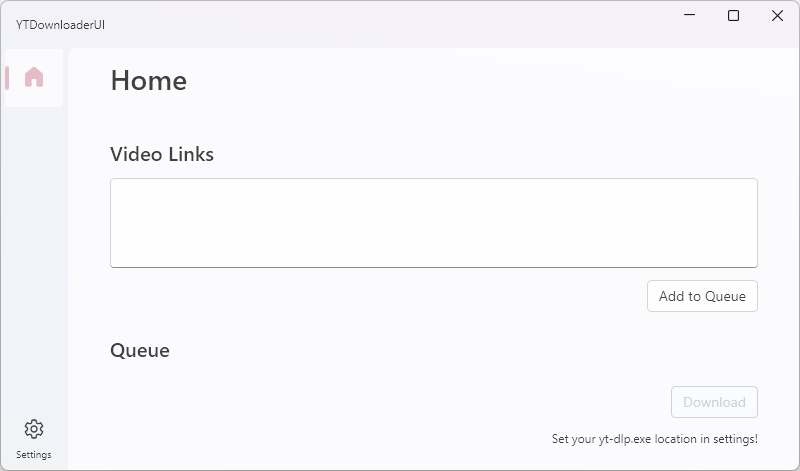 YTDownloaderUI
Home
Video Links
Add to Queue
Queue
Download
Set your yt-dlp.exe location in settings!
Settings